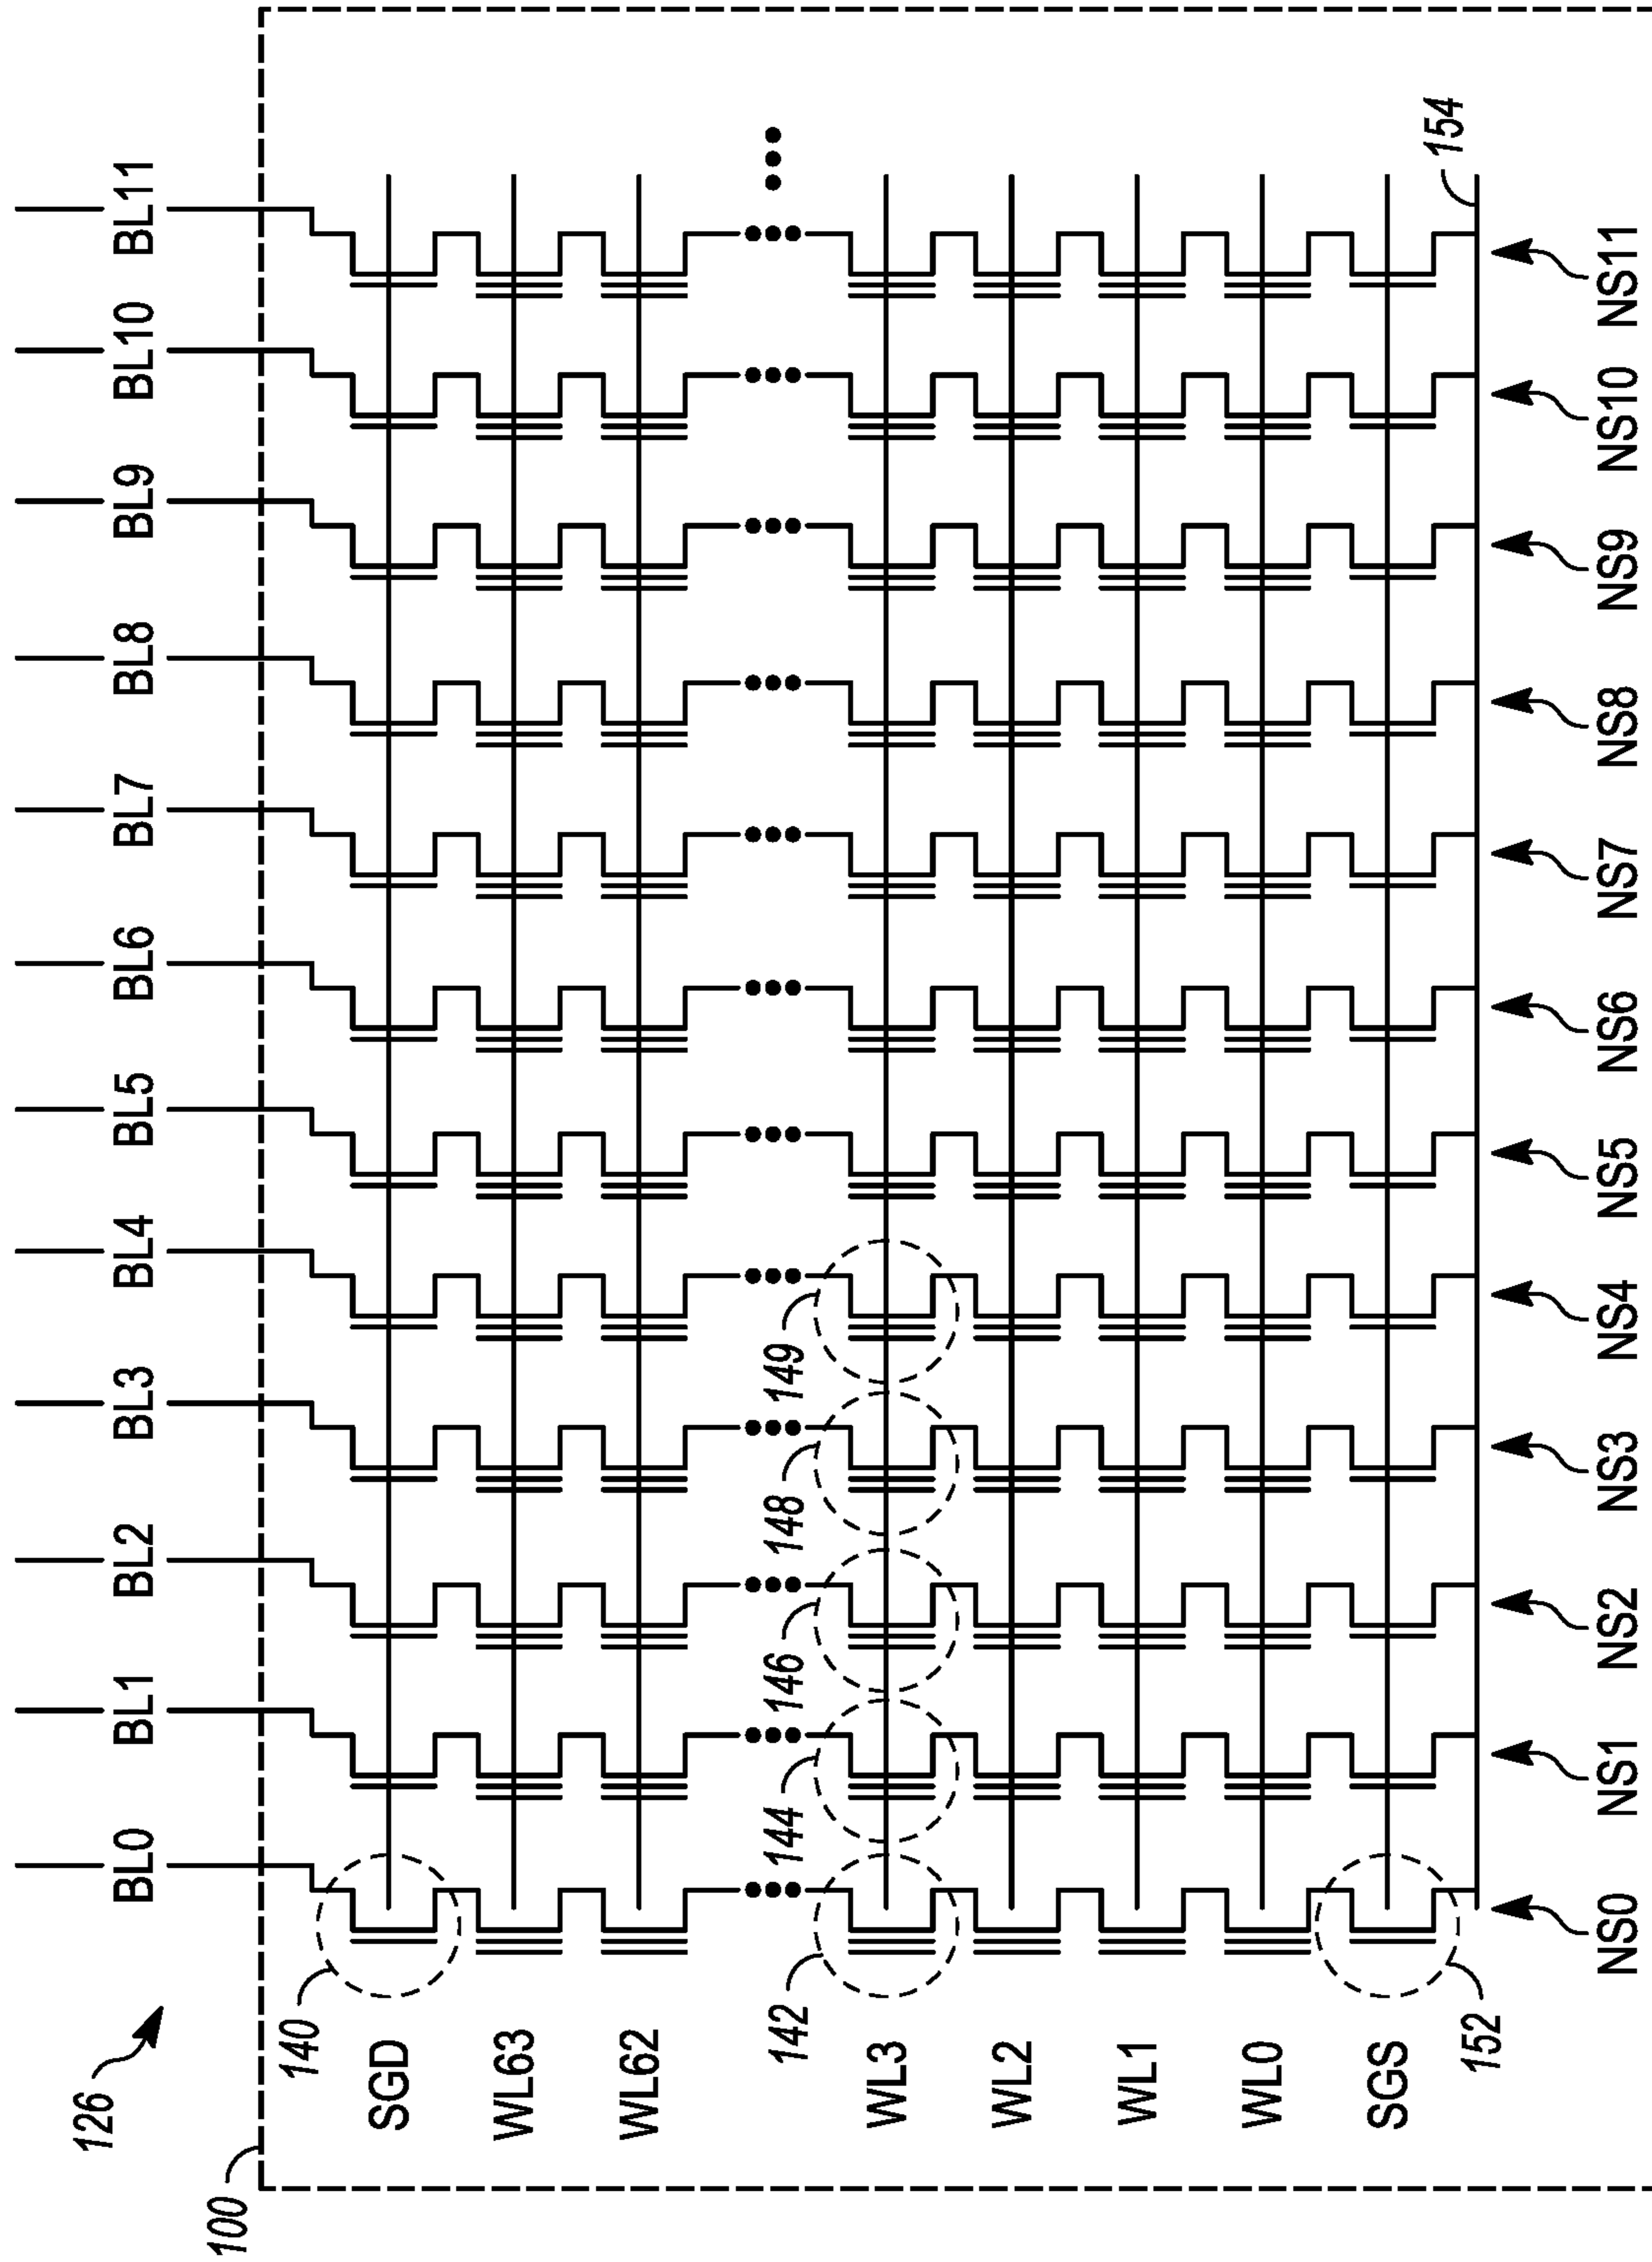 126
100
BL0 BL1 BL2 BL3 BL4 BL5 BL6 BL7 BL8 BL9 BL10 BL11
140
SGD
WL63
WL62
142 144 146 148 149
WL3
WL2
WL1
WL0
SGS
152
154
NS0 NS1 NS2 NS3 NS4 NS5 NS6 NS7 NS8 NS9 NS10 NS11